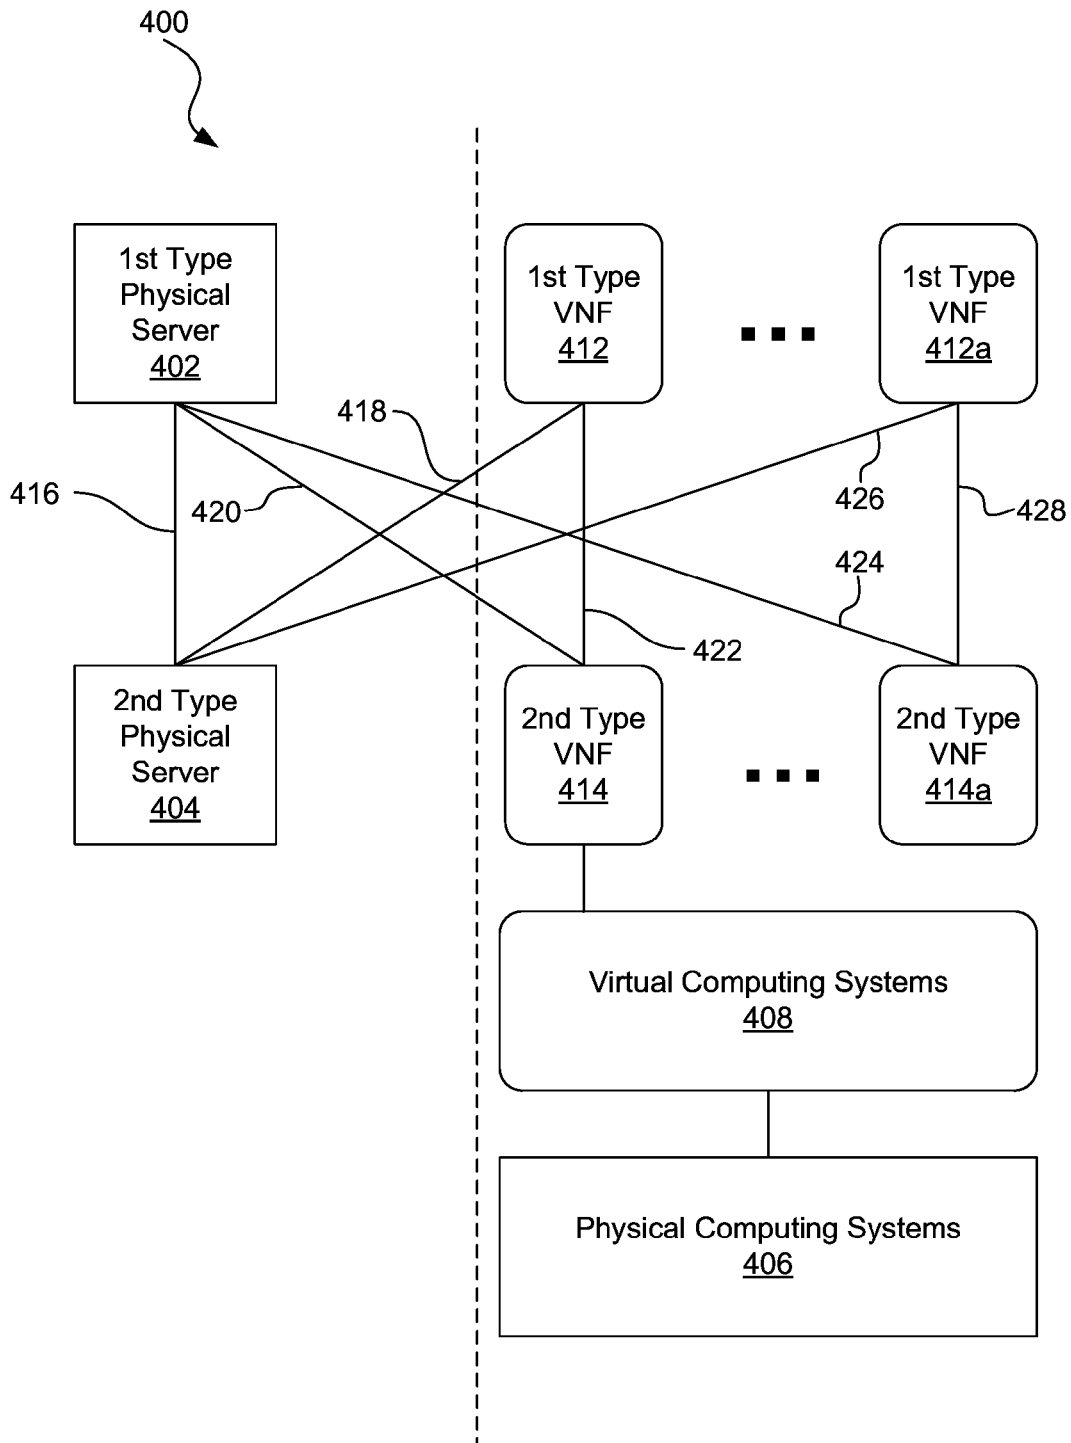 400
1st Type
Physical
Server
402
1st Type
VNF
412
1st Type
VNF
412a
418
416
420
426
428
424
422
2nd Type
Physical
Server
404
2nd Type
VNF
414
2nd Type
VNF
414a
Virtual Computing Systems
408
Physical Computing Systems
406